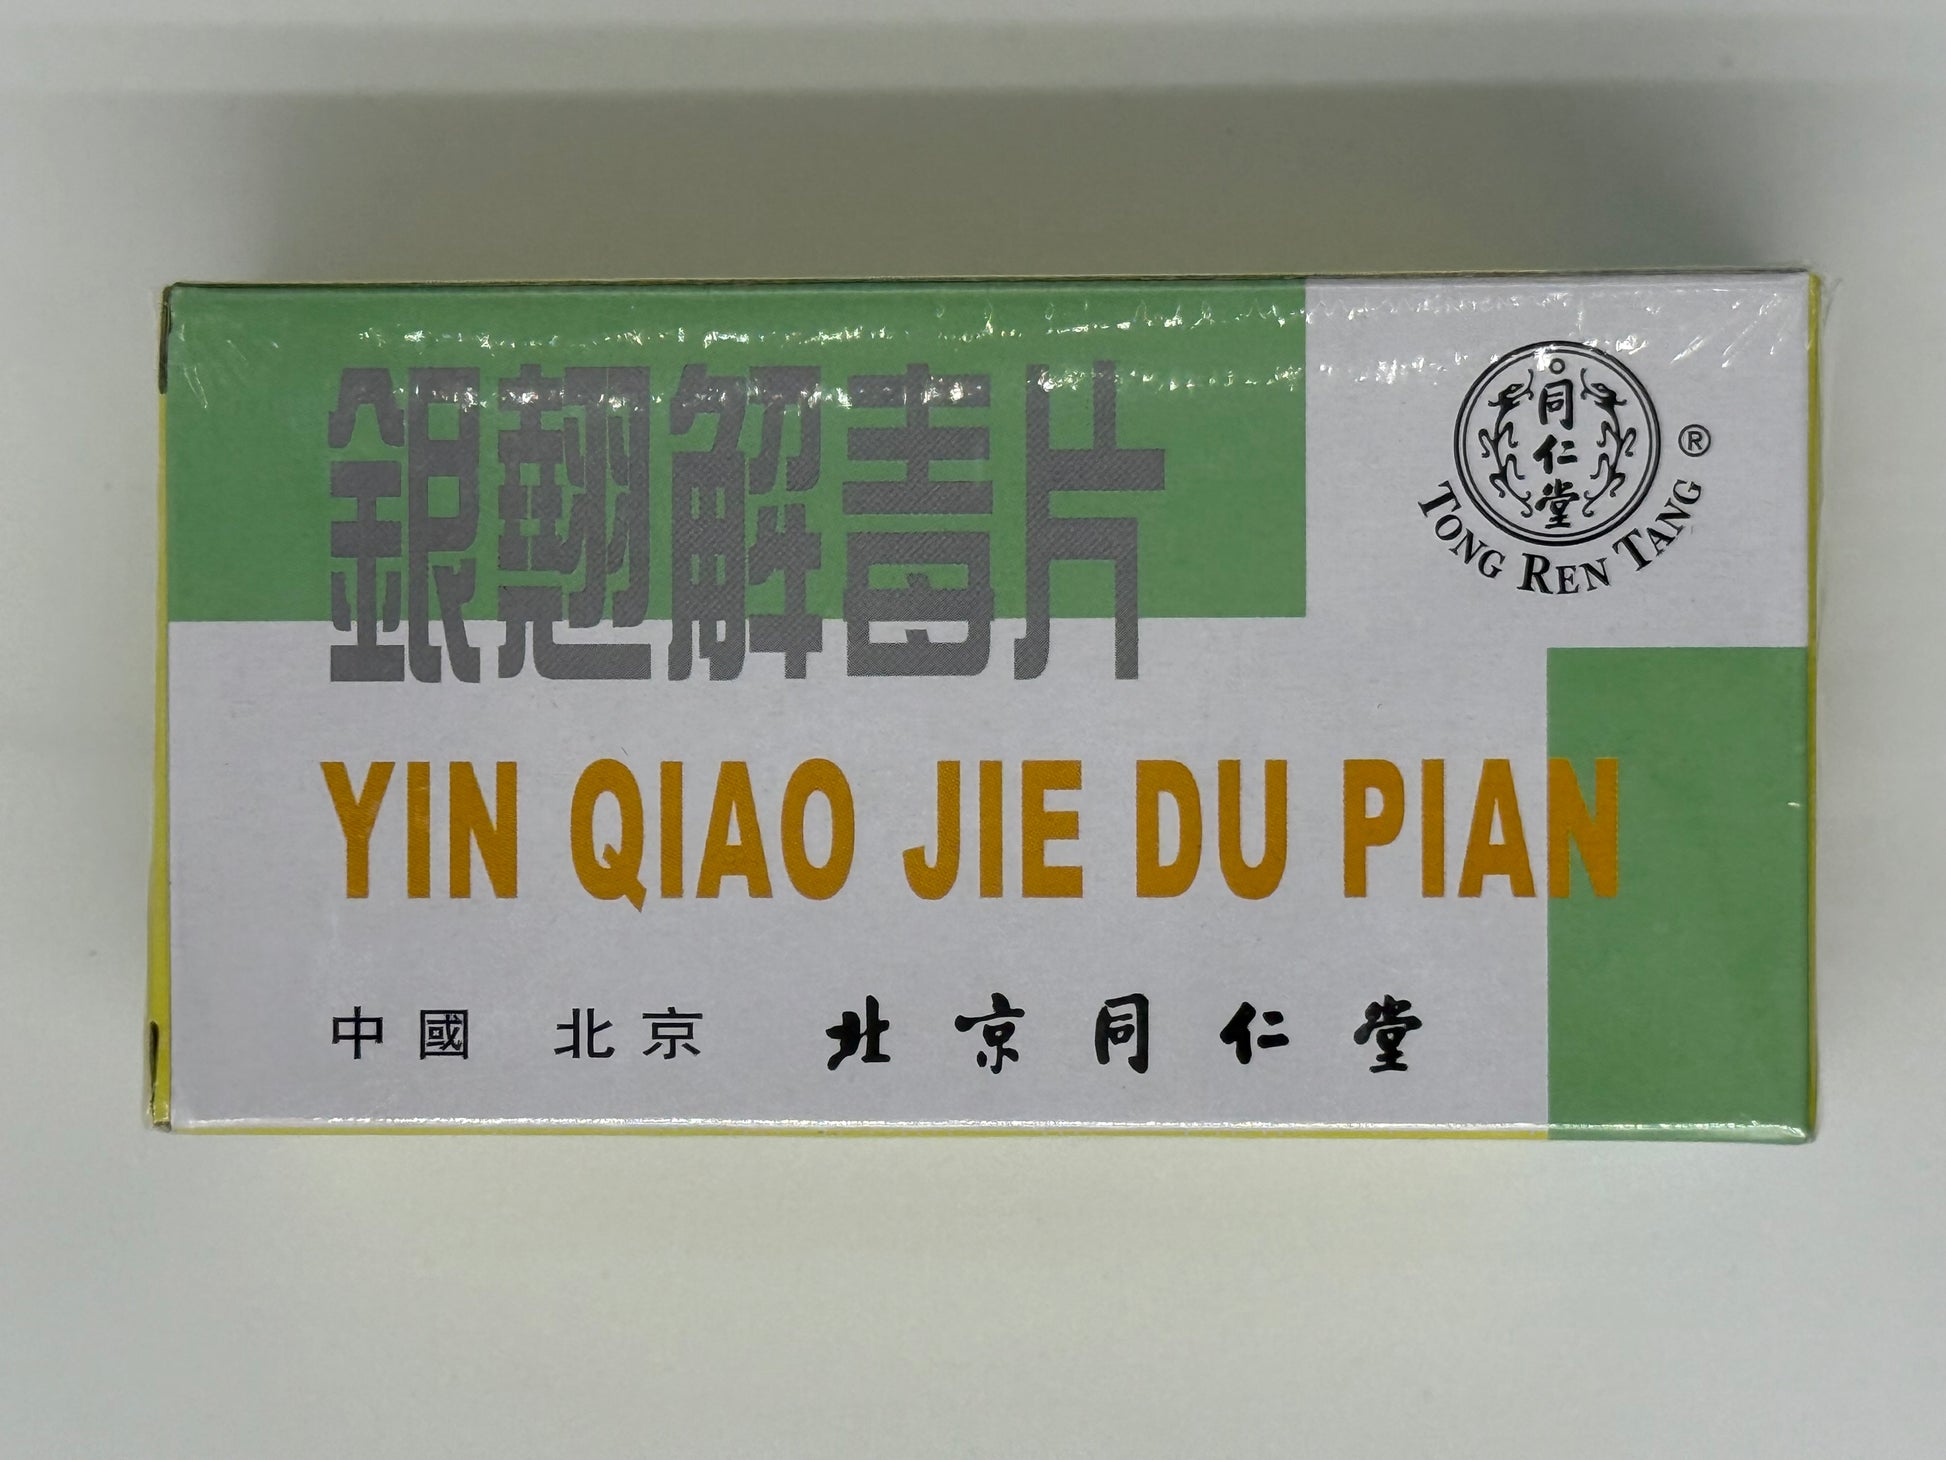 銀翹解毒片
同仁堂
TONG REN TANG®
YIN QIAO JIE DU PIAN
中國 北京 北京同仁堂